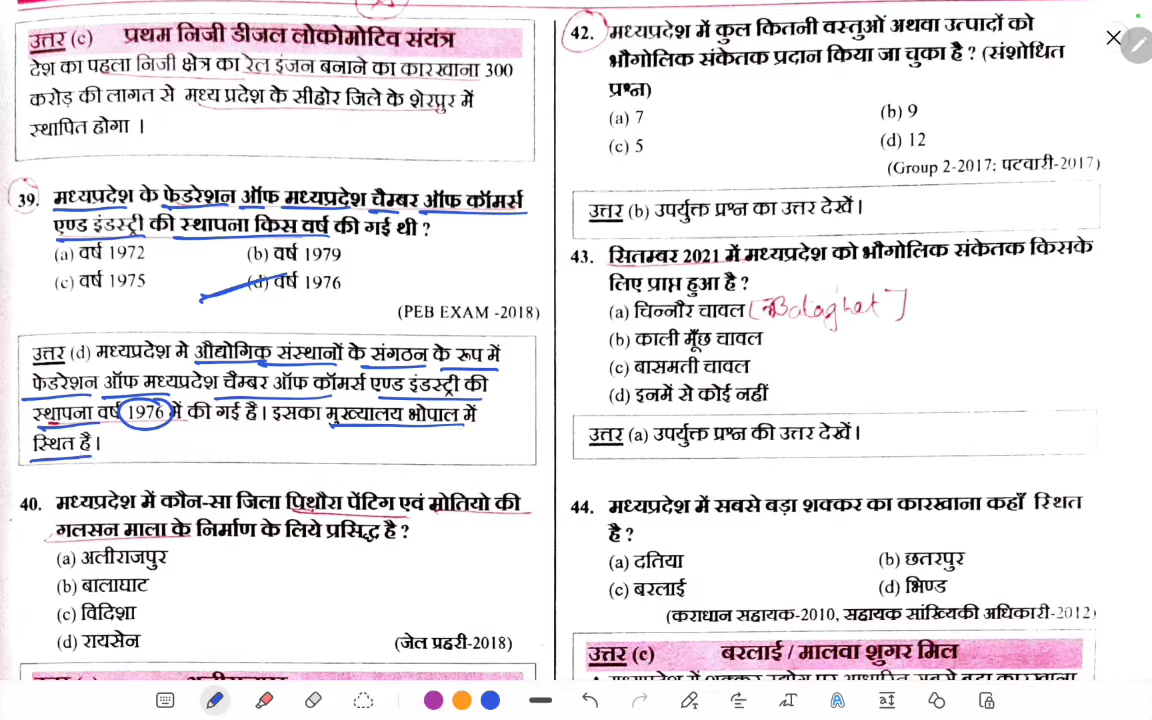 उत्तर (c) प्रथम निजी डीजल लोकोमोटिव संयंत्र
देश का पहला निजी क्षेत्र का रेल इंजन बनाने का कारखाना 300
करोड़ की लागत से मध्य प्रदेश के सीहोर जिले के शेरपुर में
स्थापित होगा ।
39. मध्यप्रदेश के फेडरेशन ऑफ मध्यप्रदेश चैम्बर ऑफ कॉमर्स
एण्ड इंडस्ट्री की स्थापना किस वर्ष की गई थी ?
(a) वर्ष 1972 (b) वर्ष 1979
(c) वर्ष 1975 (d) वर्ष 1976
(PEB EXAM -2018)
उत्तर (d) मध्यप्रदेश मे औद्योगिक संस्थानों के संगठन के रूप में
फेडरेशन ऑफ मध्यप्रदेश चैम्बर ऑफ कॉमर्स एण्ड इंडस्ट्री की
स्थापना वर्ष 1976 में की गई है। इसका मुख्यालय भोपाल में
स्थित है।
40. मध्यप्रदेश में कौन-सा जिला पिथौरा पेंटिग एवं मोतियो की
गलसन माला के निर्माण के लिये प्रसिद्ध है ?
(a) अलीराजपुर
(b) बालाघाट
(c) विदिशा
(d) रायसेन (जेल प्रहरी-2018)
42. मध्यप्रदेश में कुल कितनी वस्तुओं अथवा उत्पादों को
भौगोलिक संकेतक प्रदान किया जा चुका है ? (संशोधित
प्रश्न)
(a) 7 (b) 9
(c) 5 (d) 12
(Group 2-2017; पटवारी-2017)
उत्तर (b) उपर्युक्त प्रश्न का उत्तर देखें।
43. सितम्बर 2021 में मध्यप्रदेश को भौगोलिक संकेतक किसके
लिए प्राप्त हुआ है ?
(a) चिन्नौर चावल [Balaghat]
(b) काली मूँछ चावल
(c) बासमती चावल
(d) इनमें से कोई नहीं
उत्तर (a) उपर्युक्त प्रश्न की उत्तर देखें।
44. मध्यप्रदेश में सबसे बड़ा शक्कर का कारखाना कहाँ स्थित
है ?
(a) दतिया (b) छतरपुर
(c) बरलाई (d) भिण्ड
(कराधान सहायक-2010, सहायक सांख्यिकी अधिकारी-2012)
उत्तर (c) बरलाई / मालवा शुगर मिल